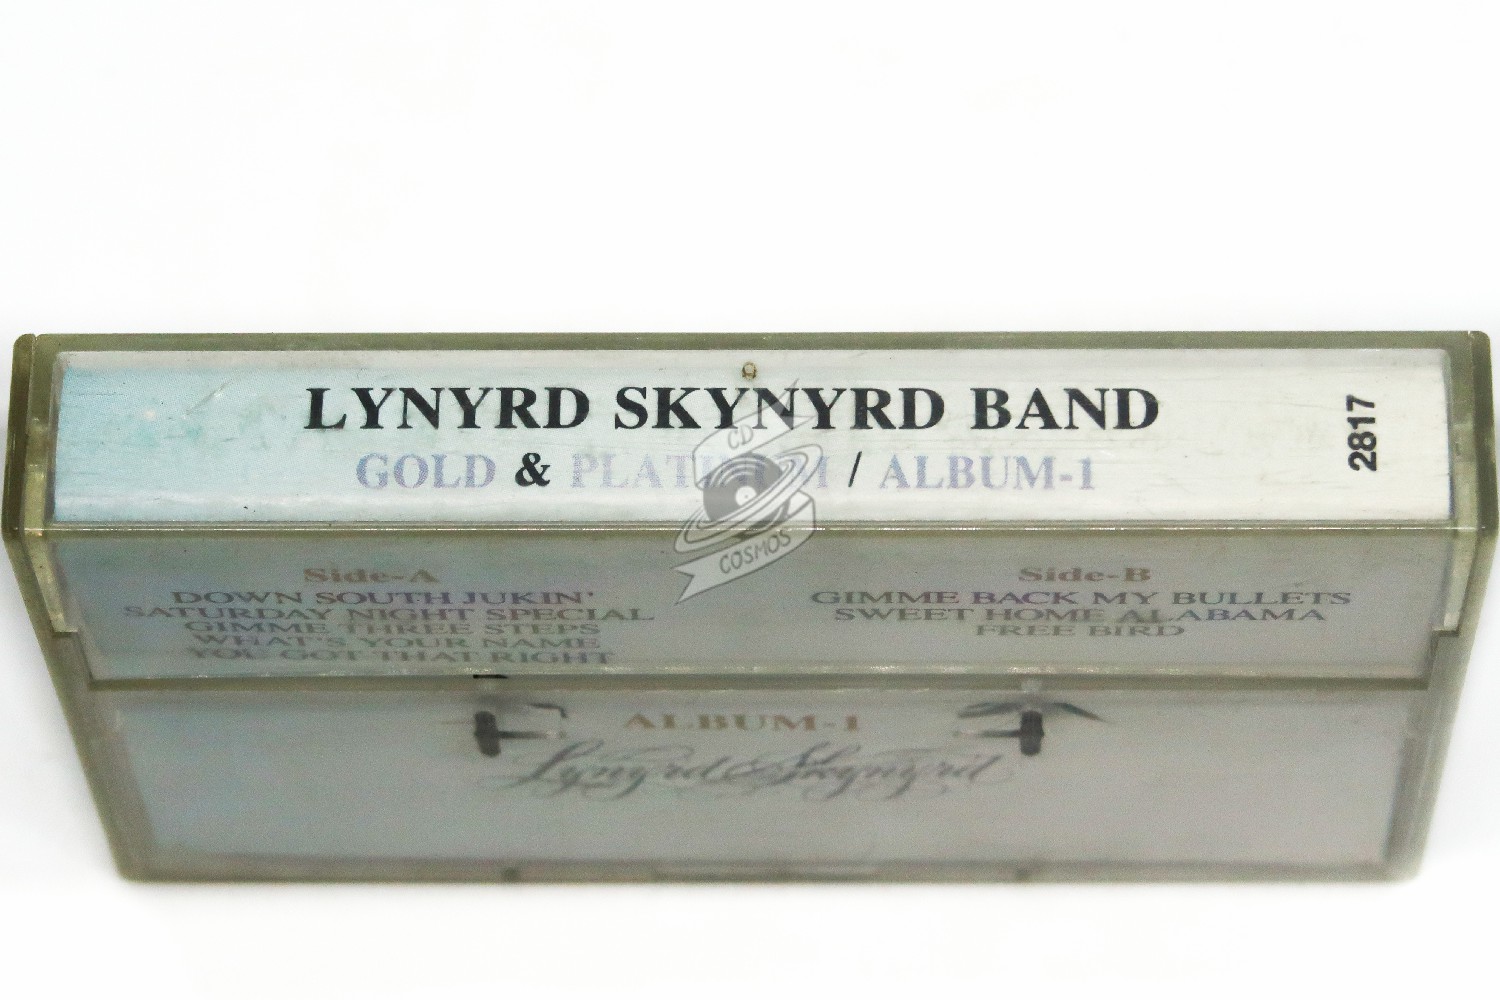 LYNYRD SKYNYRD BAND
GOLD & PLATINUM / ALBUM-1
2817
CD
COSMOS
Side-A
DOWN SOUTH JUKIN'
SATURDAY NIGHT SPECIAL
GIMME THREE STEPS
WHAT'S YOUR NAME
YOU GOT THAT RIGHT
Side-B
GIMME BACK MY BULLETS
SWEET HOME ALABAMA
FREE BIRD
ALBUM-1
Lynyrd Skynyrd